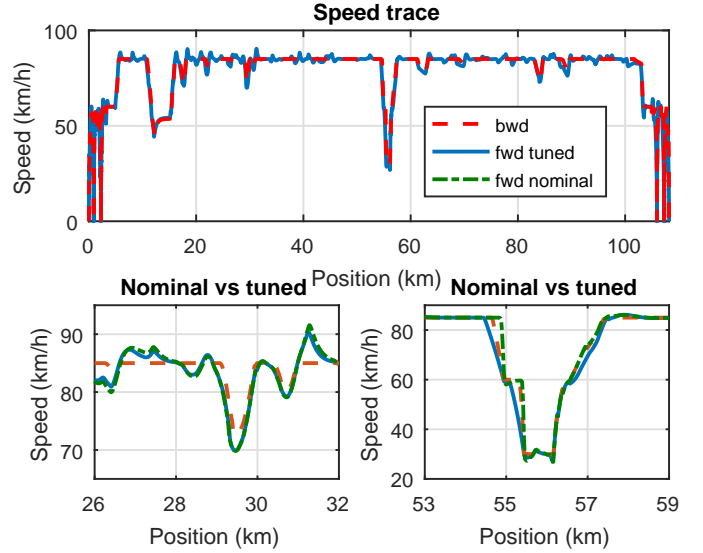 Speed trace
100
50
0
Speed (km/h)
bwd
fwd tuned
fwd nominal
0 20 40 60 80 100
Position (km)
Nominal vs tuned
90
80
70
Speed (km/h)
26 28 30 32
Position (km)
Nominal vs tuned
80
60
40
20
Speed (km/h)
53 55 57 59
Position (km)